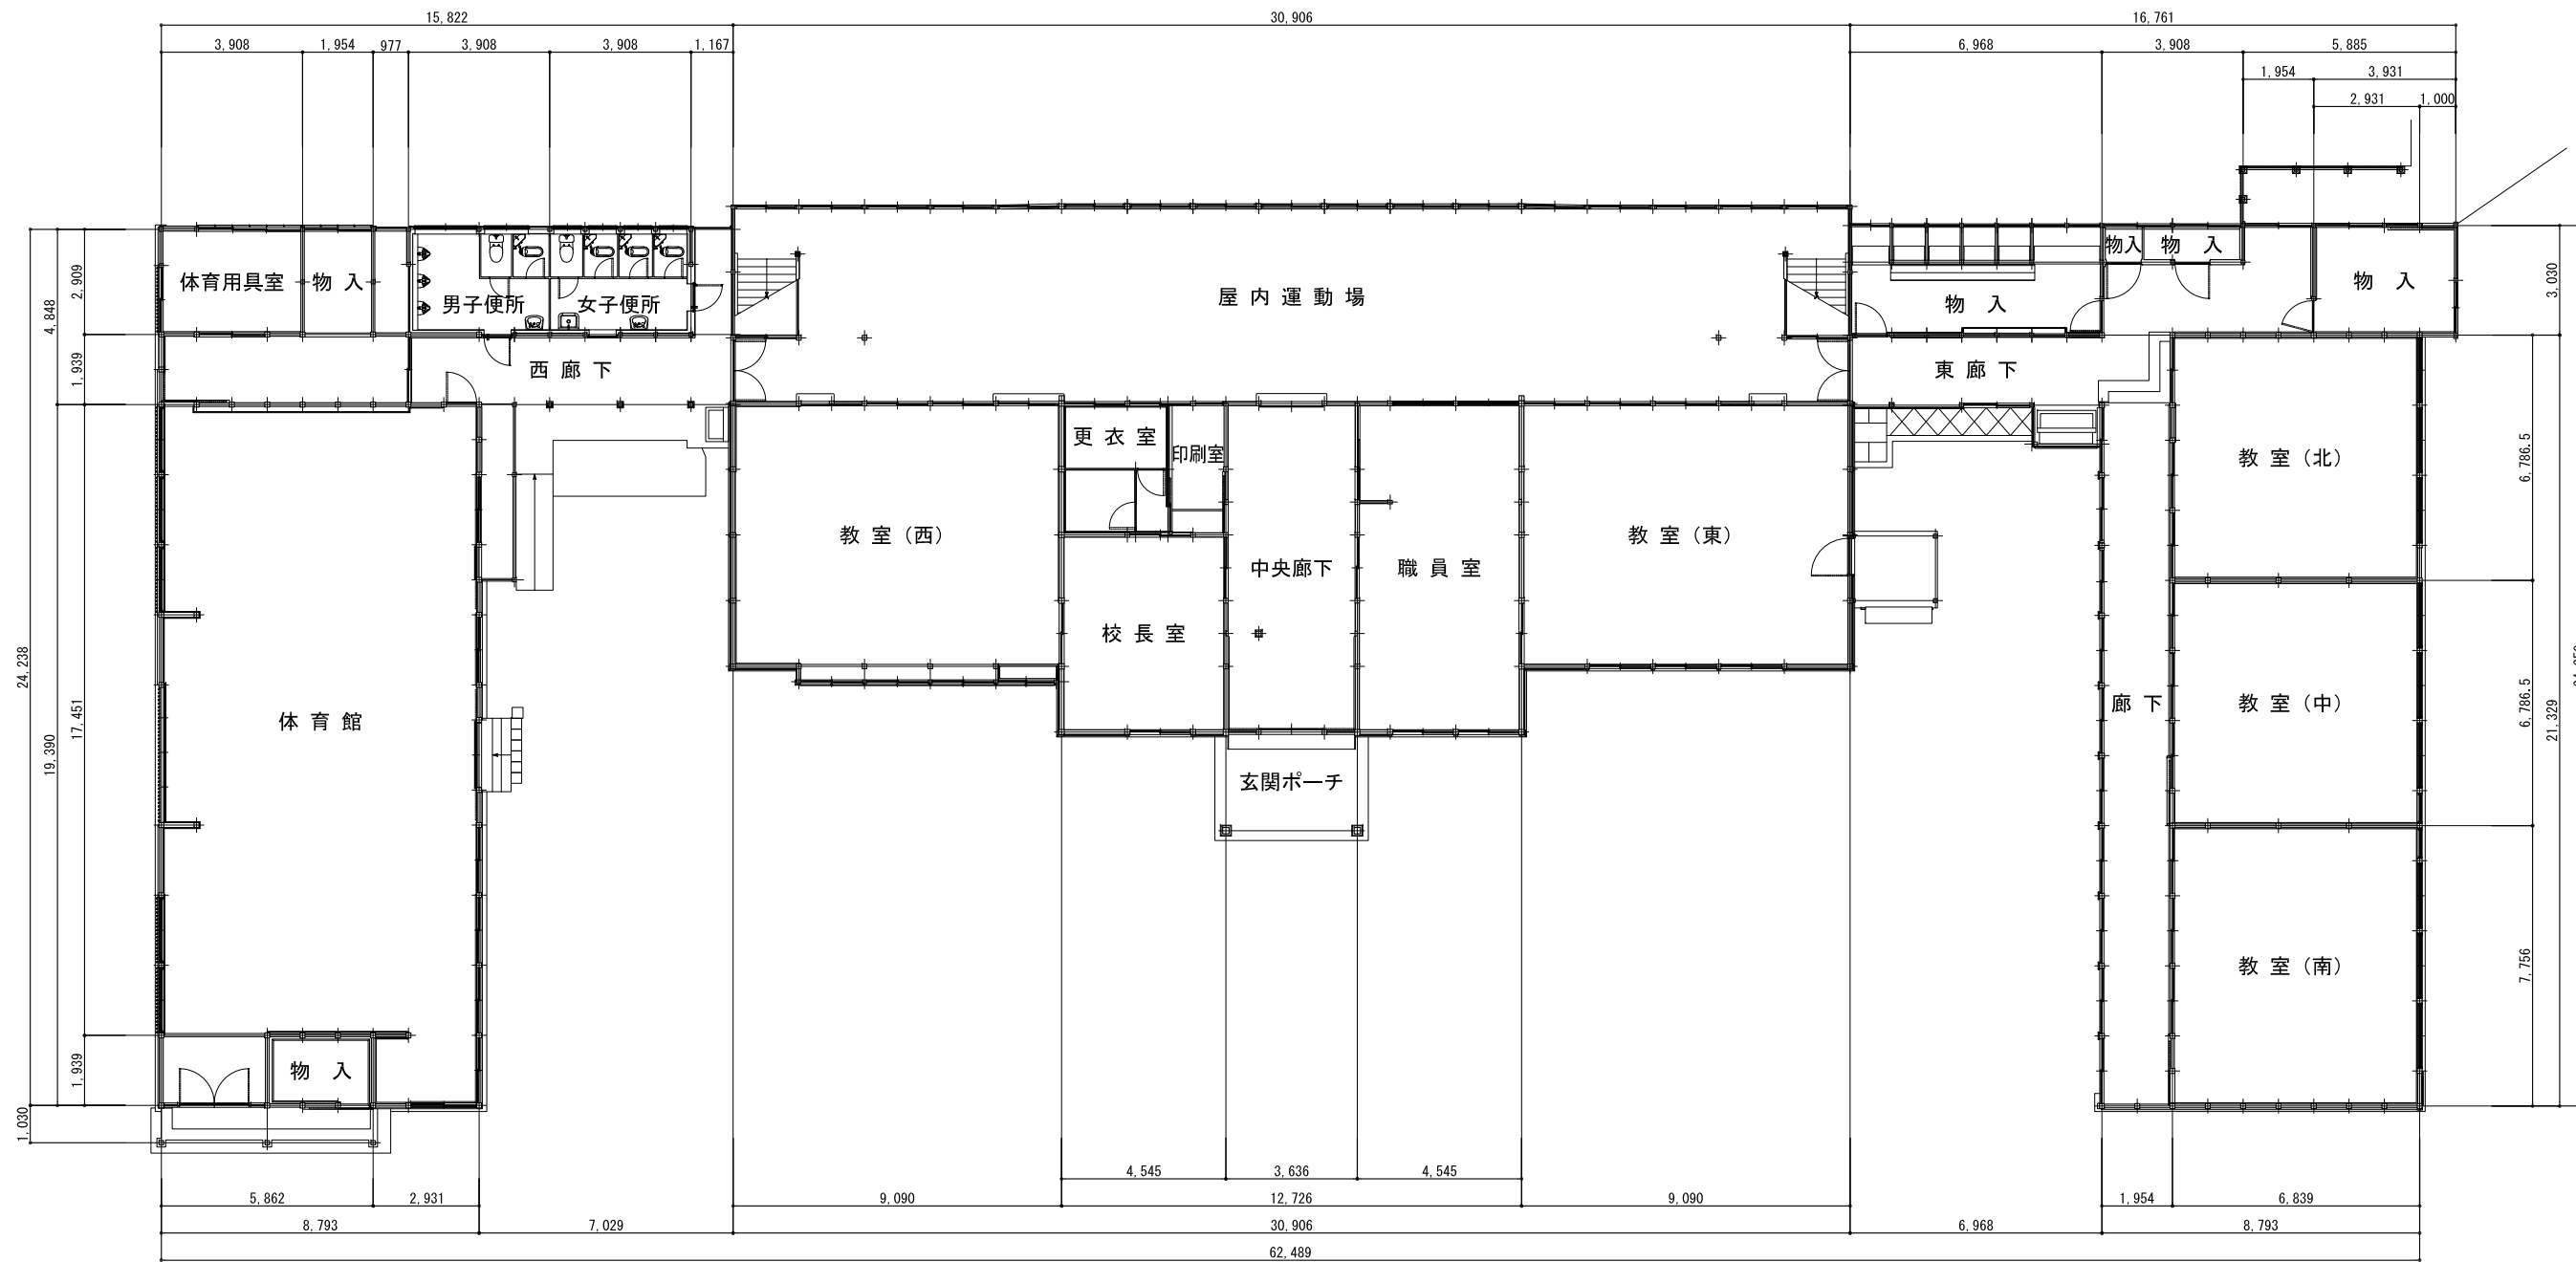 15,822
30,906
16,761
3,908
1,954
977
3,908
3,908
1,167
6,968
3,908
5,885
1,954
3,931
2,931
1,000
体育用具室
物 入
男子便所
女子便所
屋 内 運 動 場
物入
物 入
物 入
物 入
西 廊 下
東 廊 下
更 衣 室
印刷室
教 室（西）
中央廊下
職 員 室
教 室（東）
教 室（北）
校 長 室
体 育 館
廊 下
教 室（中）
玄関ポーチ
教 室（南）
物 入
2,909
4,848
1,939
24,238
17,451
19,390
1,939
1,030
3,030
6,786.5
6,786.5
21,329
7,756
4,545
3,636
4,545
5,862
2,931
9,090
12,726
9,090
1,954
6,839
8,793
7,029
30,906
6,968
8,793
62,489